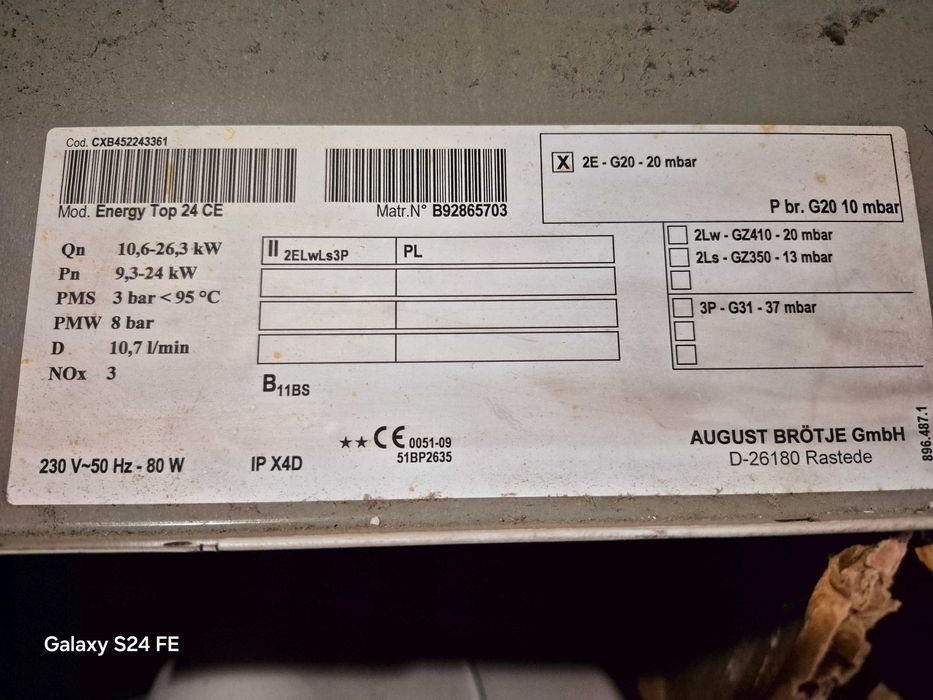 Cod. CXB452243361
Mod. Energy Top 24 CE
Matr.N° B92865703
X 2E - G20 - 20 mbar
P br. G20 10 mbar
2Lw - GZ410 - 20 mbar
2Ls - GZ350 - 13 mbar
3P - G31 - 37 mbar
Qn 10,6-26,3 kW
Pn 9,3-24 kW
PMS 3 bar < 95 °C
PMW 8 bar
D 10,7 l/min
NOx 3
II 2ELwLs3P PL
B11BS
★★ CE 0051-09
51BP2635
230 V~50 Hz - 80 W
IP X4D
AUGUST BRÖTJE GmbH
D-26180 Rastede
896.487.1
Galaxy S24 FE